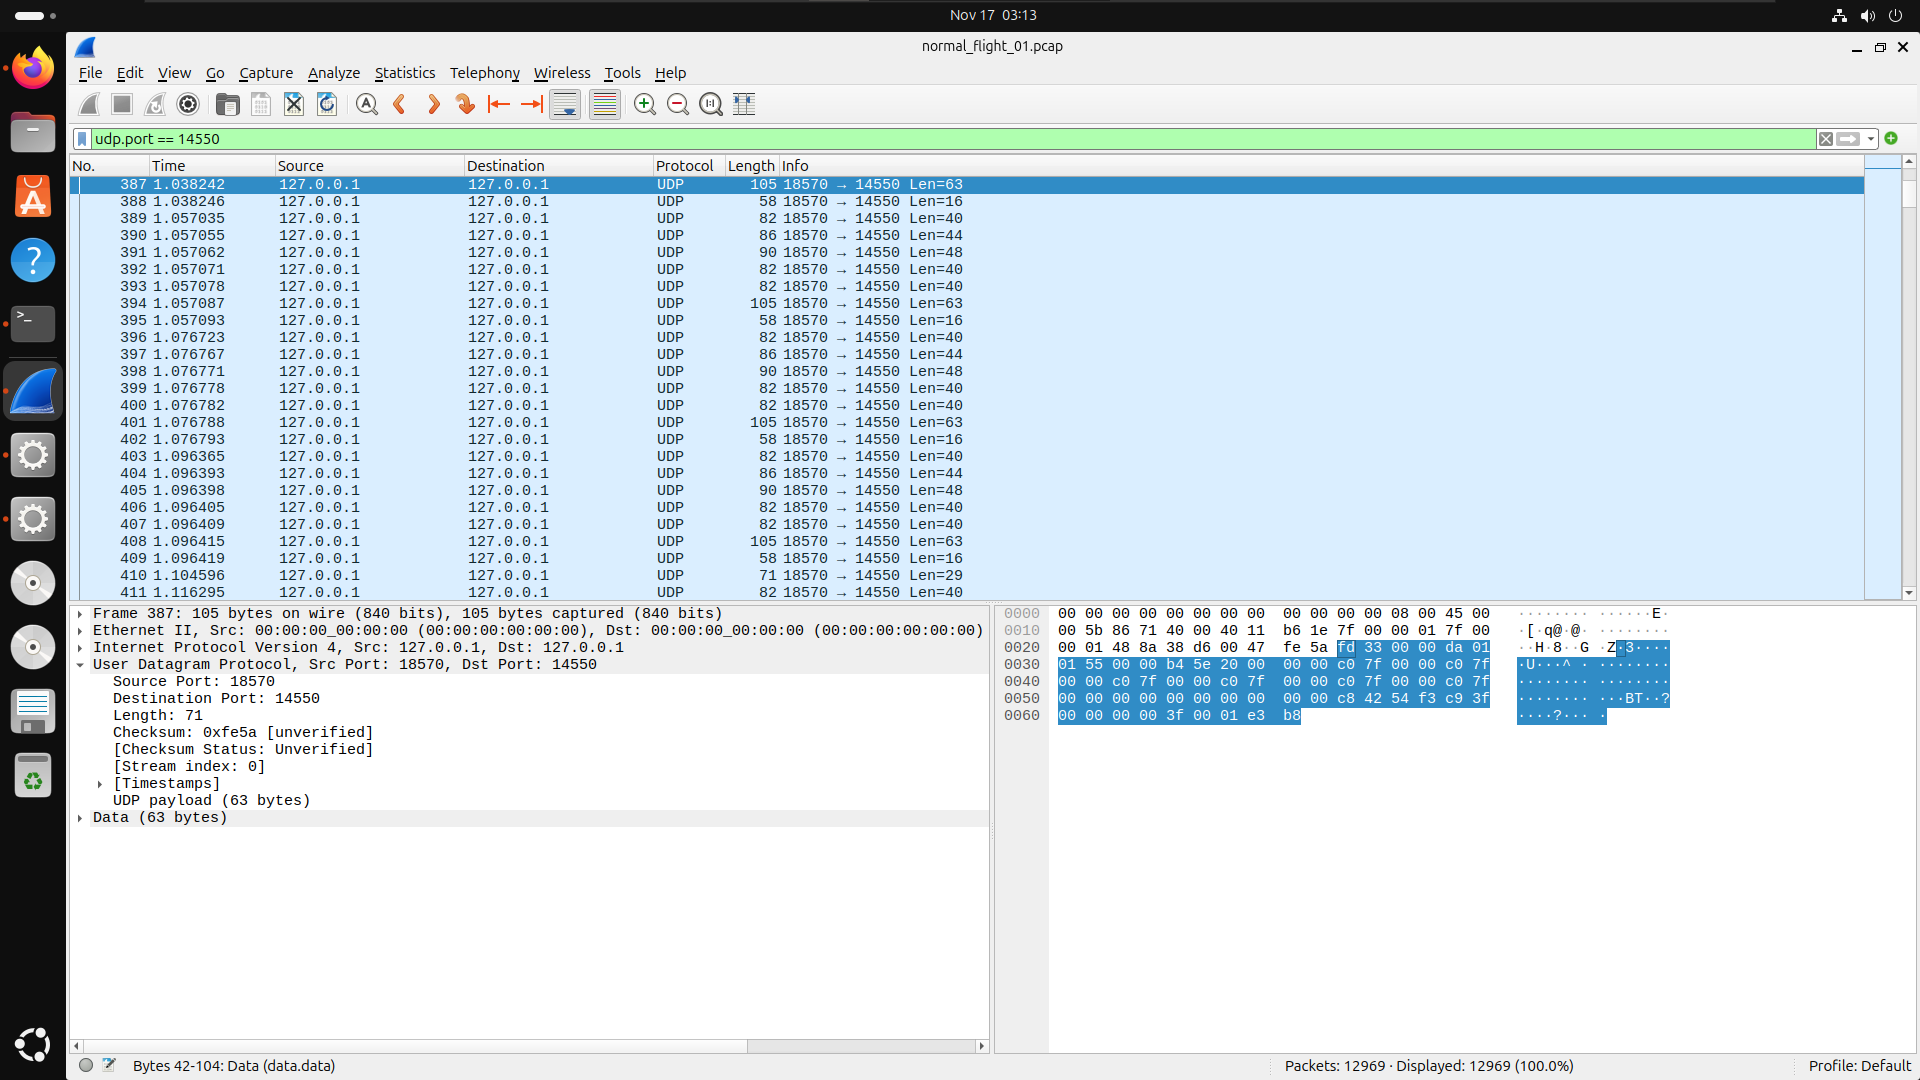 Nov 17 03:13
normal_flight_01.pcap
File Edit View Go Capture Analyze Statistics Telephony Wireless Tools Help
udp.port == 14550
No. Time Source Destination Protocol Length Info
387 1.038242 127.0.0.1 127.0.0.1 UDP 105 18570 → 14550 Len=63
388 1.038246 127.0.0.1 127.0.0.1 UDP 58 18570 → 14550 Len=16
389 1.057035 127.0.0.1 127.0.0.1 UDP 82 18570 → 14550 Len=40
390 1.057055 127.0.0.1 127.0.0.1 UDP 86 18570 → 14550 Len=44
391 1.057062 127.0.0.1 127.0.0.1 UDP 90 18570 → 14550 Len=48
392 1.057071 127.0.0.1 127.0.0.1 UDP 82 18570 → 14550 Len=40
393 1.057078 127.0.0.1 127.0.0.1 UDP 82 18570 → 14550 Len=40
394 1.057087 127.0.0.1 127.0.0.1 UDP 105 18570 → 14550 Len=63
395 1.057093 127.0.0.1 127.0.0.1 UDP 58 18570 → 14550 Len=16
396 1.076723 127.0.0.1 127.0.0.1 UDP 82 18570 → 14550 Len=40
397 1.076767 127.0.0.1 127.0.0.1 UDP 86 18570 → 14550 Len=44
398 1.076771 127.0.0.1 127.0.0.1 UDP 90 18570 → 14550 Len=48
399 1.076778 127.0.0.1 127.0.0.1 UDP 82 18570 → 14550 Len=40
400 1.076782 127.0.0.1 127.0.0.1 UDP 82 18570 → 14550 Len=40
401 1.076788 127.0.0.1 127.0.0.1 UDP 105 18570 → 14550 Len=63
402 1.076793 127.0.0.1 127.0.0.1 UDP 58 18570 → 14550 Len=16
403 1.096365 127.0.0.1 127.0.0.1 UDP 82 18570 → 14550 Len=40
404 1.096393 127.0.0.1 127.0.0.1 UDP 86 18570 → 14550 Len=44
405 1.096398 127.0.0.1 127.0.0.1 UDP 90 18570 → 14550 Len=48
406 1.096405 127.0.0.1 127.0.0.1 UDP 82 18570 → 14550 Len=40
407 1.096409 127.0.0.1 127.0.0.1 UDP 82 18570 → 14550 Len=40
408 1.096415 127.0.0.1 127.0.0.1 UDP 105 18570 → 14550 Len=63
409 1.096419 127.0.0.1 127.0.0.1 UDP 58 18570 → 14550 Len=16
410 1.104596 127.0.0.1 127.0.0.1 UDP 71 18570 → 14550 Len=29
411 1.116295 127.0.0.1 127.0.0.1 UDP 82 18570 → 14550 Len=40
Frame 387: 105 bytes on wire (840 bits), 105 bytes captured (840 bits)
Ethernet II, Src: 00:00:00_00:00:00 (00:00:00:00:00:00), Dst: 00:00:00_00:00:00 (00:00:00:00:00:00)
Internet Protocol Version 4, Src: 127.0.0.1, Dst: 127.0.0.1
User Datagram Protocol, Src Port: 18570, Dst Port: 14550
Source Port: 18570
Destination Port: 14550
Length: 71
Checksum: 0xfe5a [unverified]
[Checksum Status: Unverified]
[Stream index: 0]
[Timestamps]
UDP payload (63 bytes)
Data (63 bytes)
0000 00 00 00 00 00 00 00 00 00 00 00 00 08 00 45 00 ········ ······E·
0010 00 5b 86 71 40 00 40 11 b6 1e 7f 00 00 01 7f 00 ·[·q@·@· ········
0020 00 01 48 8a 38 d6 00 47 fe 5a fd 33 00 00 da 01 ··H·8··G ·Z·3····
0030 01 55 00 00 b4 5e 20 00 00 00 c0 7f 00 00 c0 7f ·U···^ · ········
0040 00 00 c0 7f 00 00 c0 7f 00 00 c0 7f 00 00 c0 7f ········ ········
0050 00 00 00 00 00 00 00 00 00 00 c8 42 54 f3 c9 3f ········ ···BT··?
0060 00 00 00 00 3f 00 01 e3 b8 ····?··· ·
Bytes 42-104: Data (data.data)
Packets: 12969 · Displayed: 12969 (100.0%)
Profile: Default